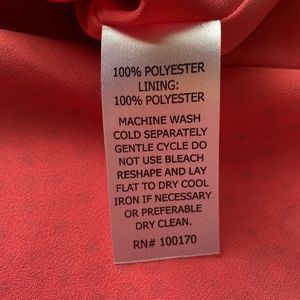 100% POLYESTER
LINING:
100% POLYESTER
MACHINE WASH
COLD SEPARATELY
GENTLE CYCLE DO
NOT USE BLEACH
RESHAPE AND LAY
FLAT TO DRY COOL
IRON IF NECESSARY
OR PREFERABLE
DRY CLEAN.
RN# 100170